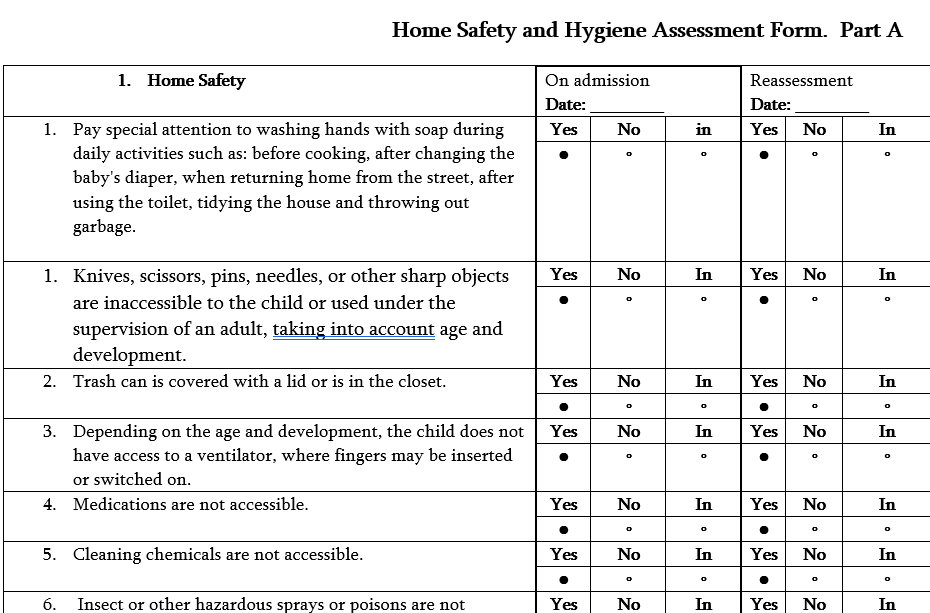 Home Safety and Hygiene Assessment Form. Part A
1. Home Safety
On admission
Date: ________
Reassessment
Date: ________
1. Pay special attention to washing hands with soap during
daily activities such as: before cooking, after changing the
baby's diaper, when returning home from the street, after
using the toilet, tidying the house and throwing out
garbage.
Yes No in Yes No In
1. Knives, scissors, pins, needles, or other sharp objects
are inaccessible to the child or used under the
supervision of an adult, taking into account age and
development.
Yes No In Yes No In
2. Trash can is covered with a lid or is in the closet.
Yes No In Yes No In
3. Depending on the age and development, the child does not
have access to a ventilator, where fingers may be inserted
or switched on.
Yes No In Yes No In
4. Medications are not accessible.
Yes No In Yes No In
5. Cleaning chemicals are not accessible.
Yes No In Yes No In
6. Insect or other hazardous sprays or poisons are not
Yes No In Yes No In